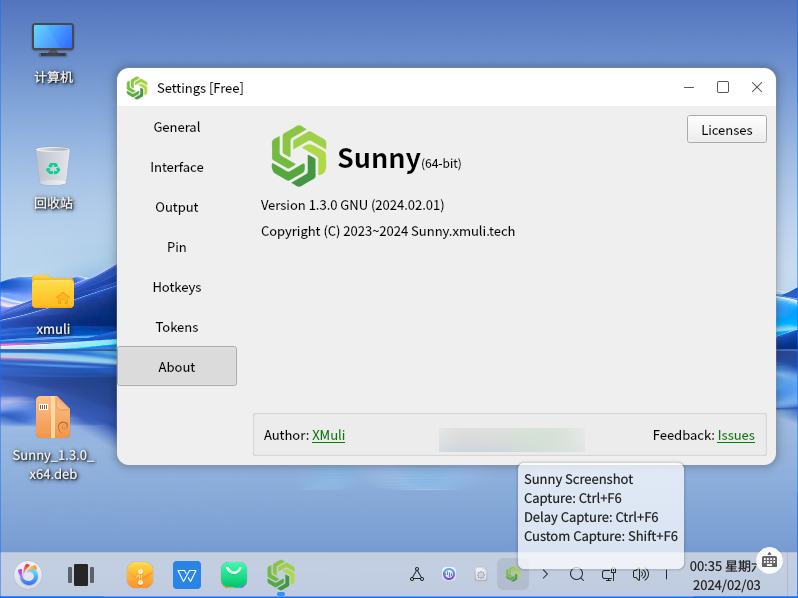 计算机
回收站
xmuli
Sunny_1.3.0_
x64.deb
Settings [Free]
General
Interface
Output
Pin
Hotkeys
Tokens
About
Licenses
Sunny(64-bit)
Version 1.3.0 GNU (2024.02.01)
Copyright (C) 2023~2024 Sunny.xmuli.tech
Author: XMuli
Feedback: Issues
Sunny Screenshot
Capture: Ctrl+F6
Delay Capture: Ctrl+F6
Custom Capture: Shift+F6
00:35 星期
2024/02/03